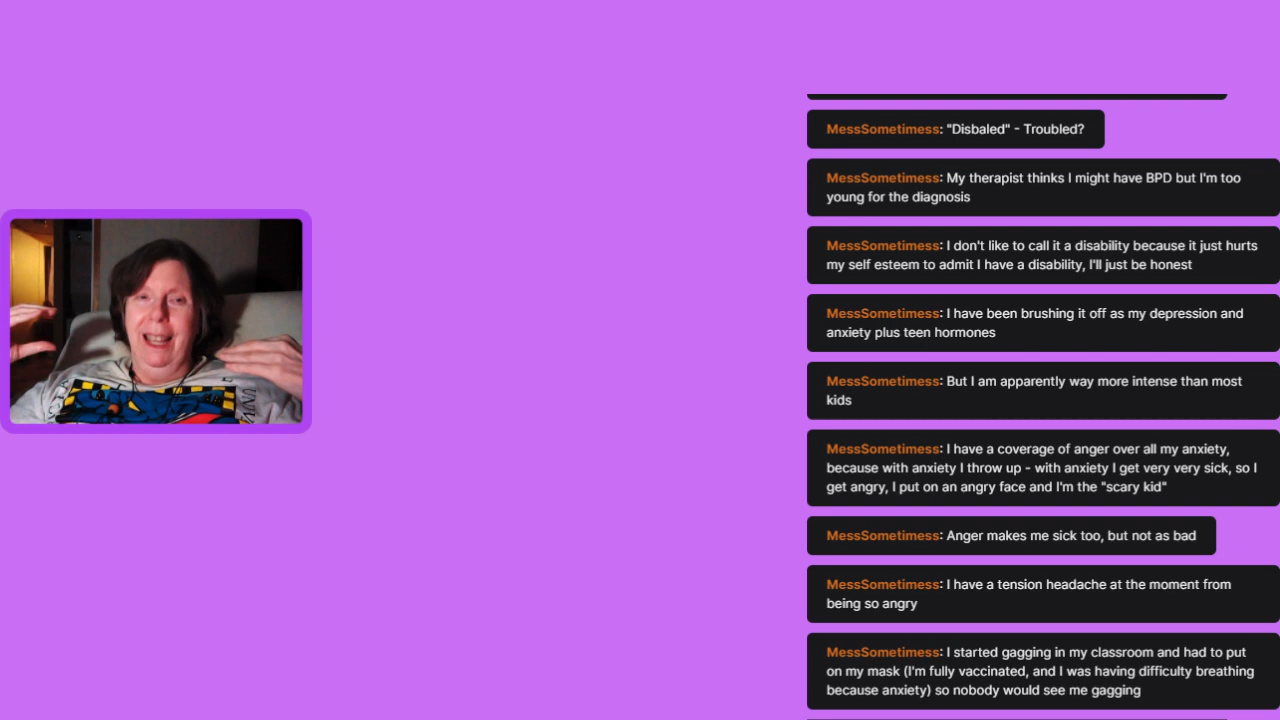 MessSometimess: "Disbaled" - Troubled?
MessSometimess: My therapist thinks I might have BPD but I'm too
young for the diagnosis
MessSometimess: I don't like to call it a disability because it just hurts
my self esteem to admit I have a disability, I'll just be honest
MessSometimess: I have been brushing it off as my depression and
anxiety plus teen hormones
MessSometimess: But I am apparently way more intense than most
kids
MessSometimess: I have a coverage of anger over all my anxiety,
because with anxiety I throw up - with anxiety I get very very sick, so I
get angry, I put on an angry face and I'm the "scary kid"
MessSometimess: Anger makes me sick too, but not as bad
MessSometimess: I have a tension headache at the moment from
being so angry
MessSometimess: I started gagging in my classroom and had to put
on my mask (I'm fully vaccinated, and I was having difficulty breathing
because anxiety) so nobody would see me gagging